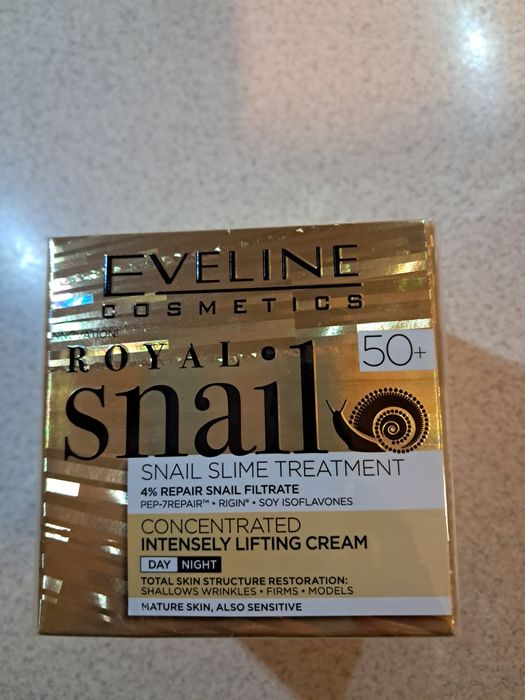 EVELINE
COSMETICS
ROYAL
50+
snail
SNAIL SLIME TREATMENT
4% REPAIR SNAIL FILTRATE
PEP-7REPAIR™ • RIGIN® • SOY ISOFLAVONES
CONCENTRATED
INTENSELY LIFTING CREAM
DAY NIGHT
TOTAL SKIN STRUCTURE RESTORATION:
SHALLOWS WRINKLES • FIRMS • MODELS
MATURE SKIN, ALSO SENSITIVE